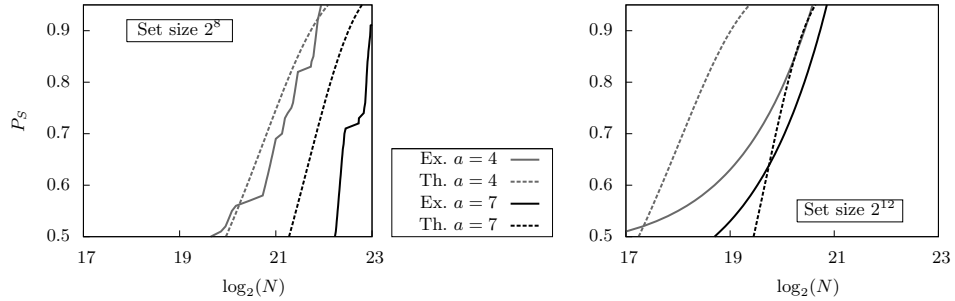 0.9
0.8
0.7
0.6
0.5
P_S
Set size 2^8
17 19 21 23
log_2(N)
Ex. a = 4
Th. a = 4
Ex. a = 7
Th. a = 7
0.9
0.8
0.7
0.6
0.5
Set size 2^12
17 19 21 23
log_2(N)